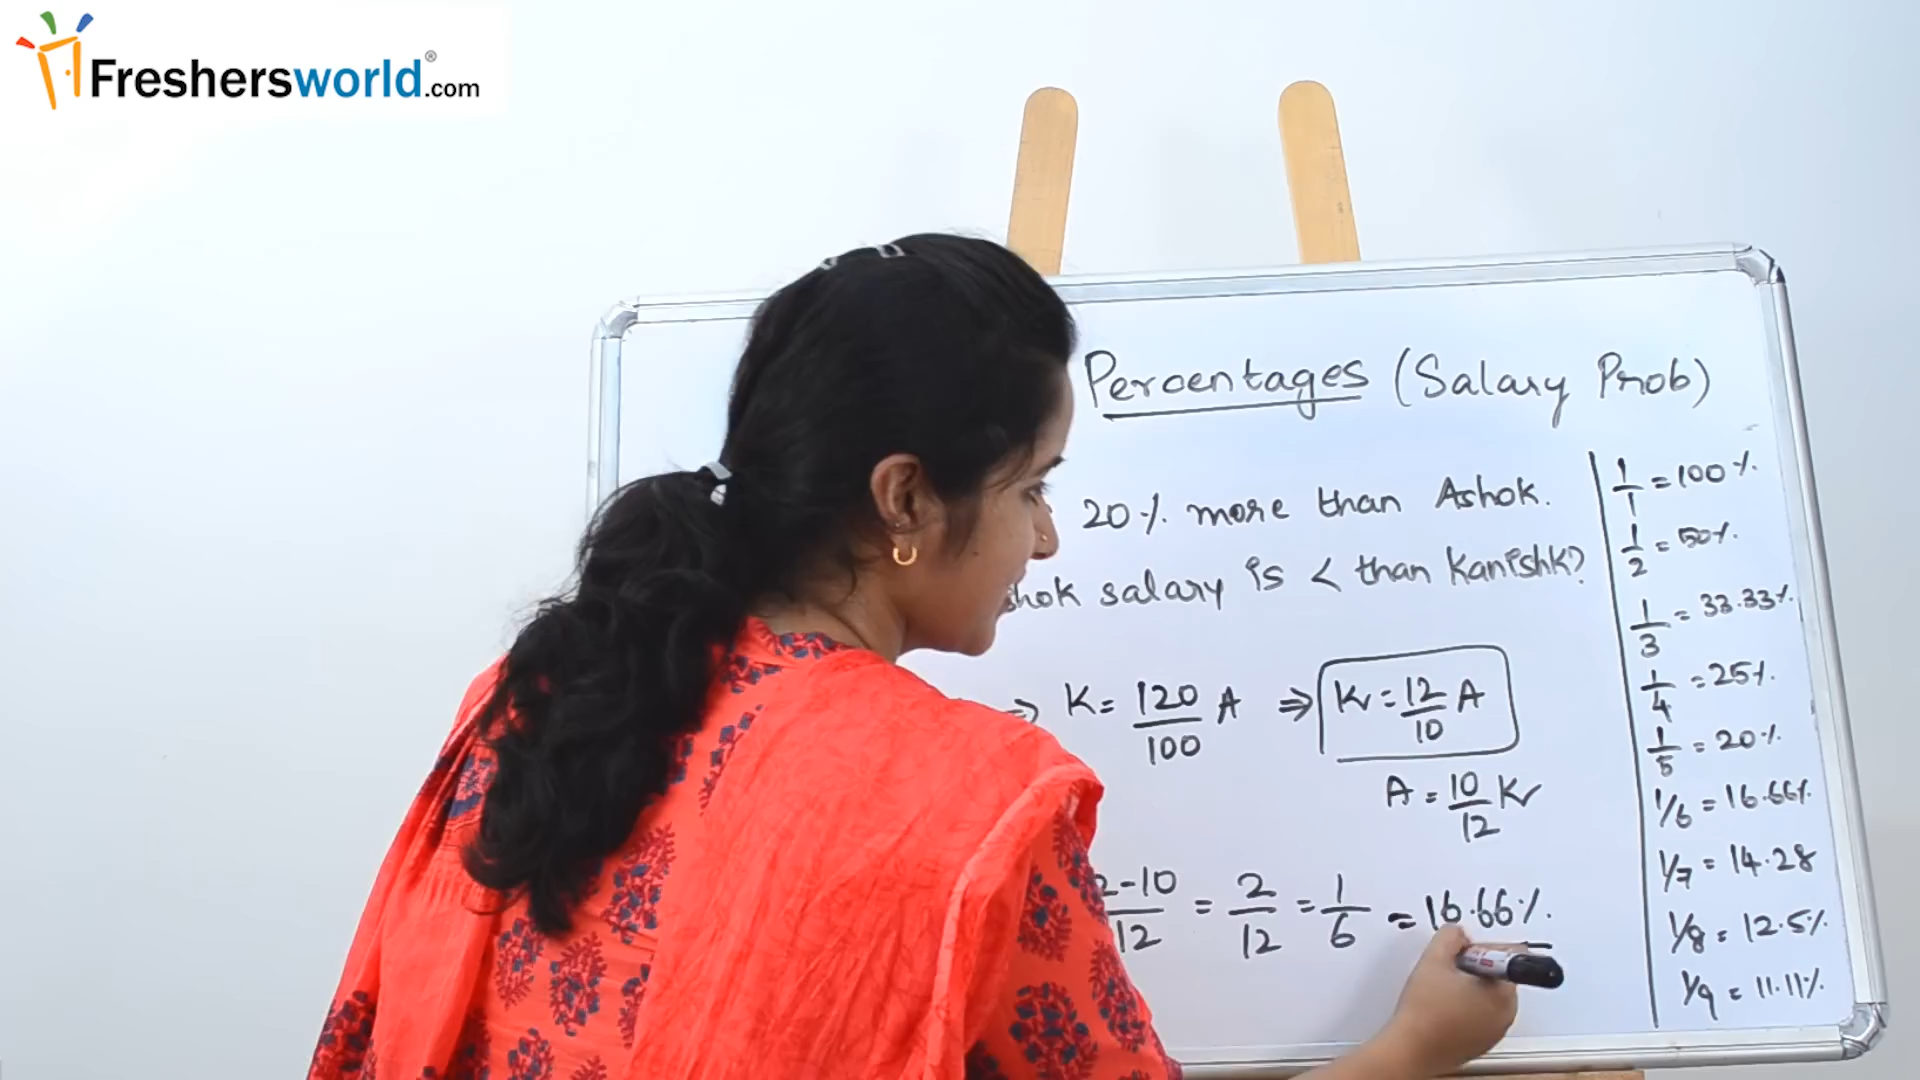 Freshersworld.com®
Percentages (Salary Prob)
20% more than Ashok.
salary is < than Kanishk?
K = 120/100 A ⇒ K = 12/10 A
A = 10/12 K
2-10/12 = 2/12 = 1/6 = 16.66%
1/1 = 100%
1/2 = 50%
1/3 = 33.33%
1/4 = 25%
1/5 = 20%
1/6 = 16.66%
1/7 = 14.28
1/8 = 12.5%
1/9 = 11.11%